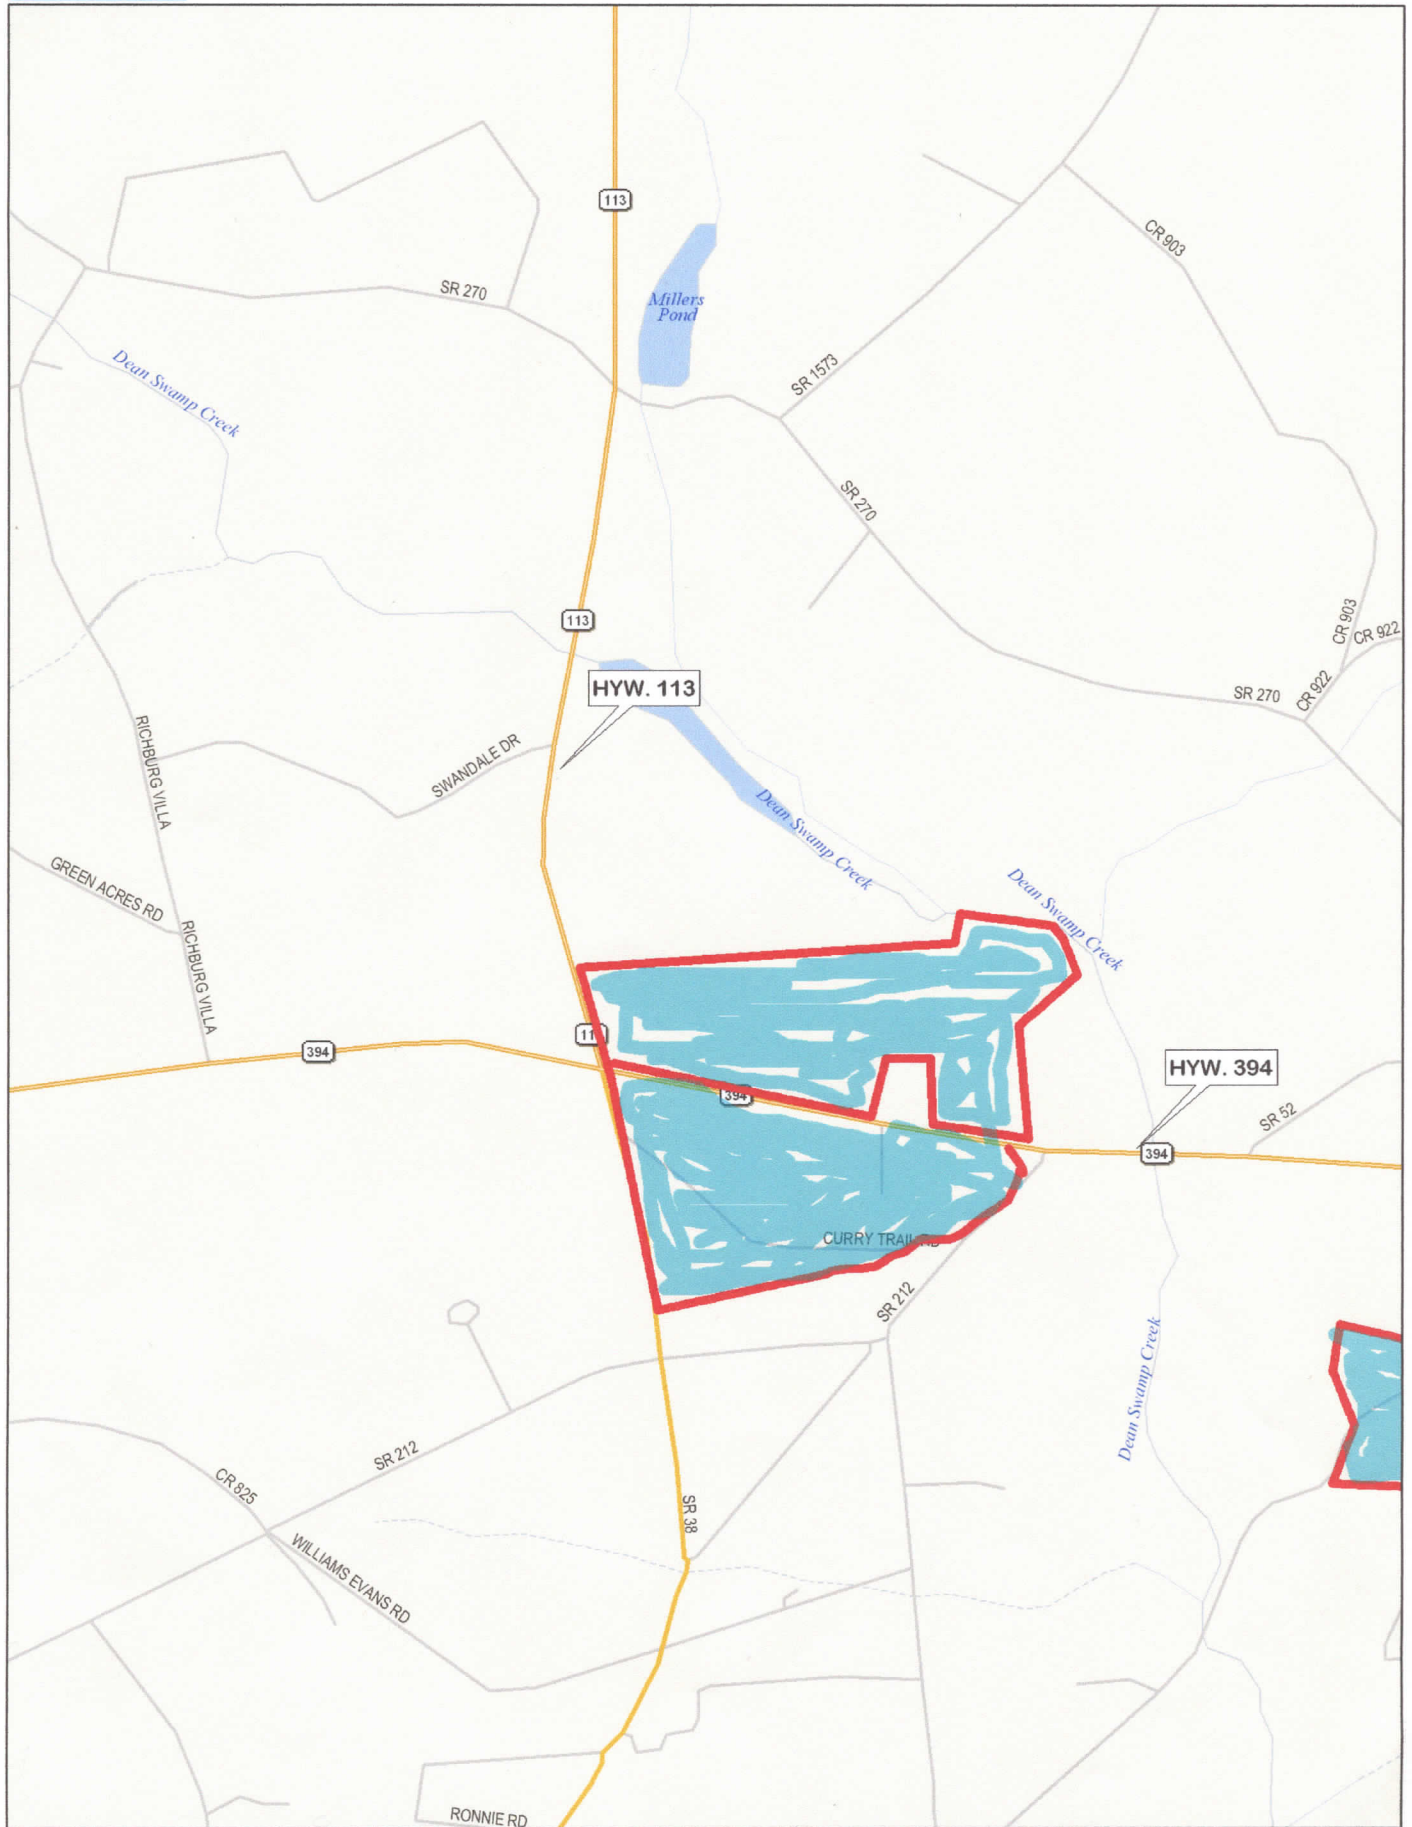 113
CR 903
SR 270
Millers
Pond
Dean Swamp Creek
SR 1573
SR 270
113
CR 903
CR 922
HYW. 113
CR 922
SR 270
RICHBURG VILLA
SWANDALE DR
Dean Swamp Creek
GREEN ACRES RD
Dean Swamp Creek
RICHBURG VILLA
11
394
HYW. 394
394
SR 52
394
CURRY TRAIL RD
SR 212
Dean Swamp Creek
SR 212
CR 825
SR 38
WILLIAMS EVANS RD
RONNIE RD